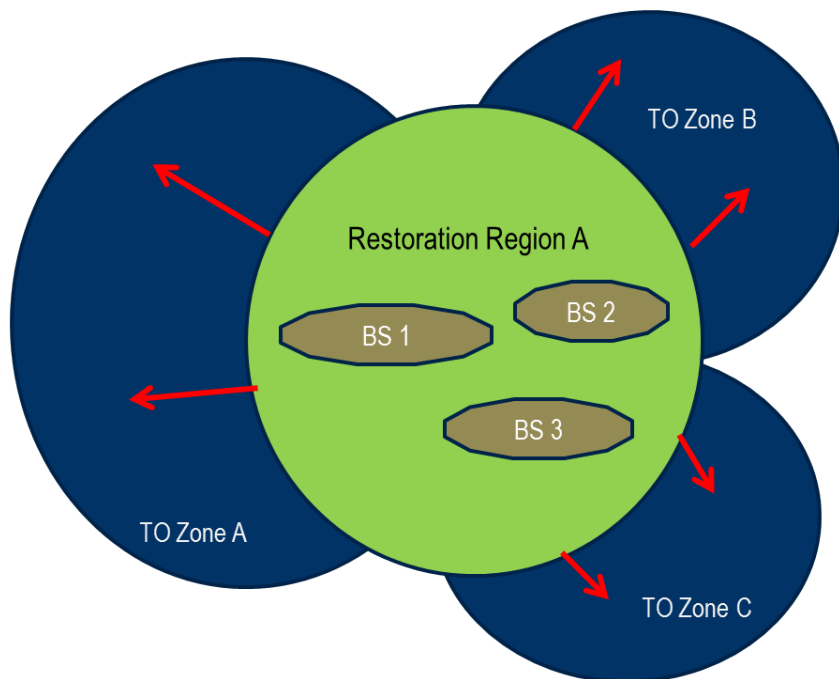 TO Zone B
Restoration Region A
BS 2
BS 1
BS 3
TO Zone A
TO Zone C